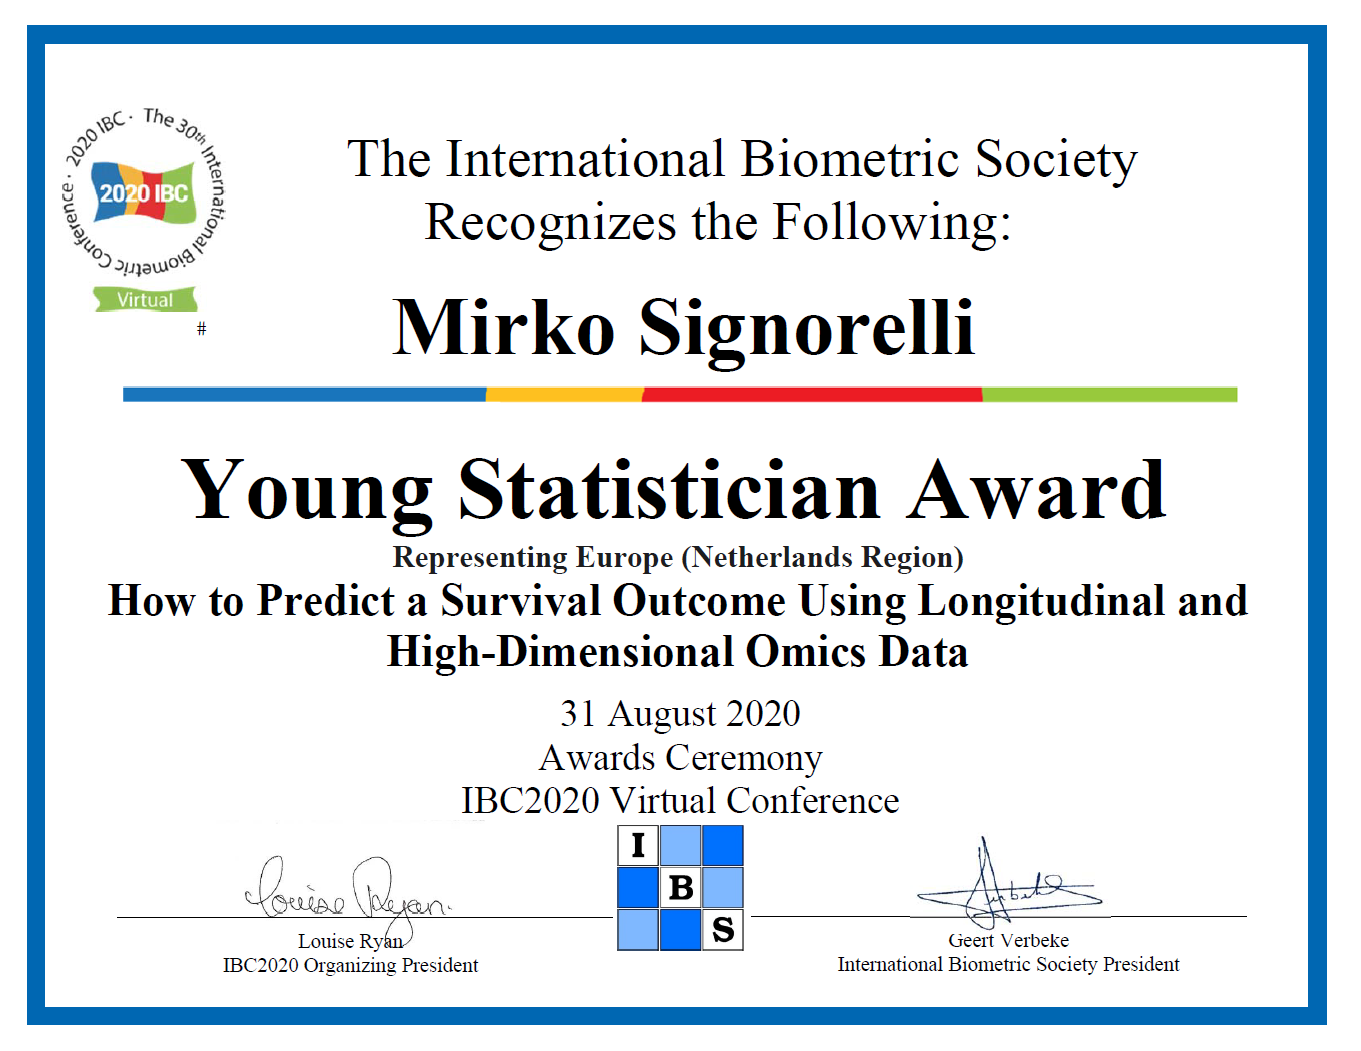 2020 IBC · The 30th International Biometric Conference ·
2020 IBC
Virtual
#
The International Biometric Society
Recognizes the Following:
Mirko Signorelli
Young Statistician Award
Representing Europe (Netherlands Region)
How to Predict a Survival Outcome Using Longitudinal and
High-Dimensional Omics Data
31 August 2020
Awards Ceremony
IBC2020 Virtual Conference
I
B
S
Louise Ryan
Louise Ryan
IBC2020 Organizing President
Geert Verbeke
International Biometric Society President